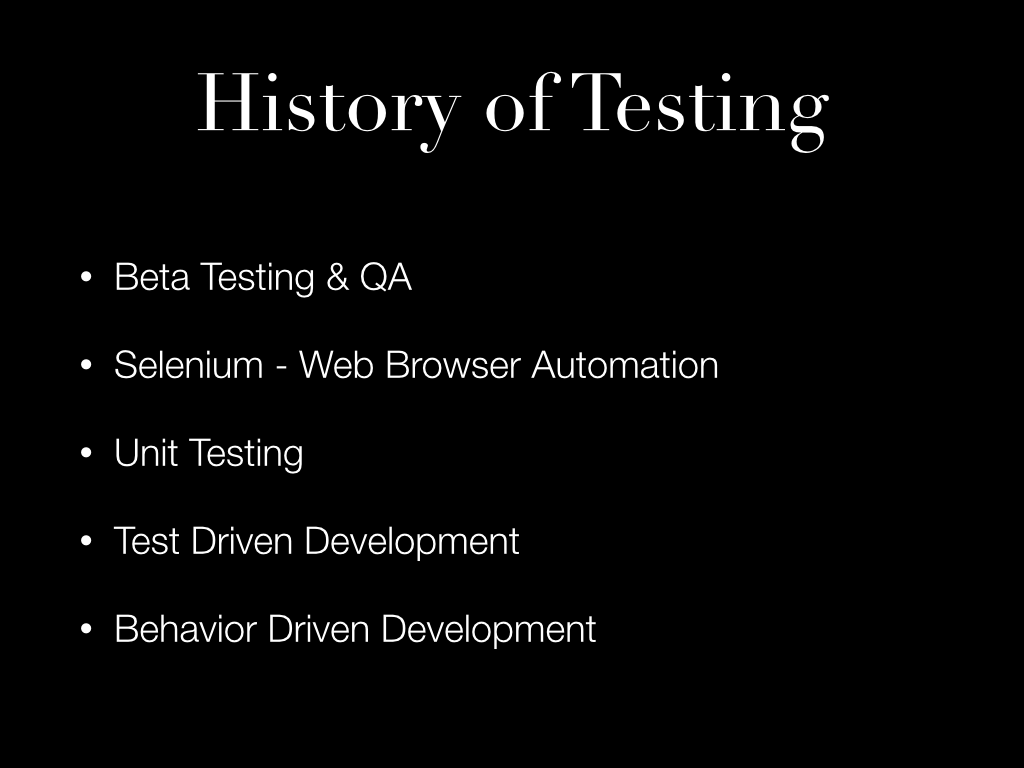 History of Testing
• Beta Testing & QA
• Selenium - Web Browser Automation
• Unit Testing
• Test Driven Development
• Behavior Driven Development